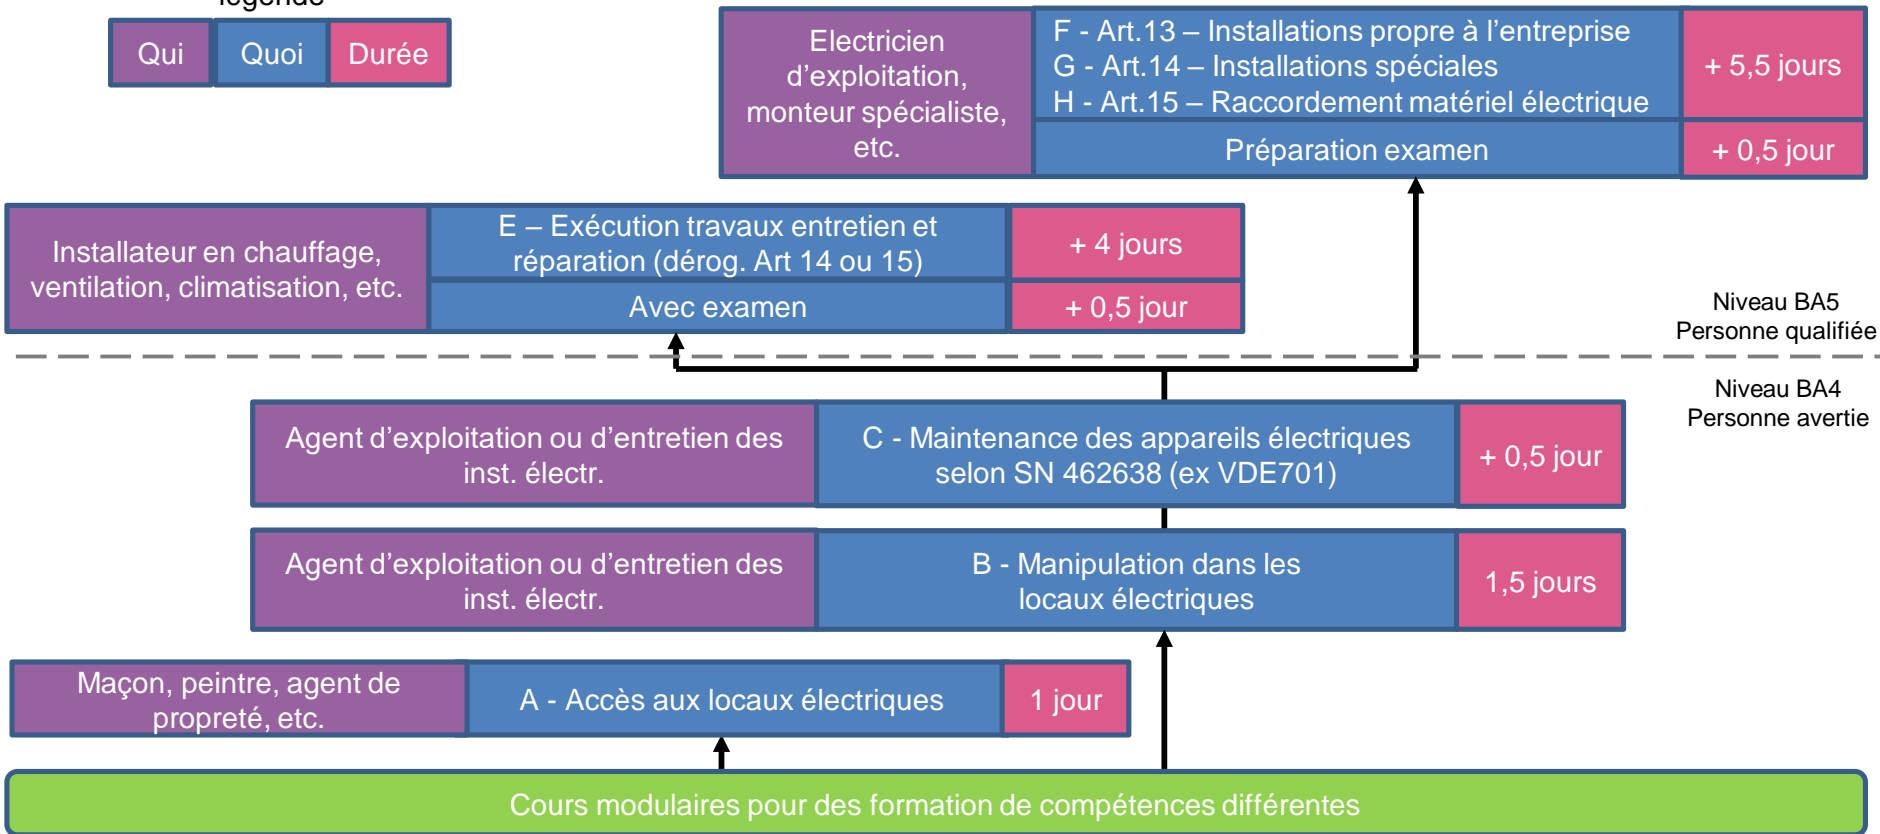 légende
Qui
Quoi
Durée
Electricien
d'exploitation,
monteur spécialiste,
etc.
F - Art.13 – Installations propre à l'entreprise
G - Art.14 – Installations spéciales
H - Art.15 – Raccordement matériel électrique
+ 5,5 jours
Préparation examen
+ 0,5 jour
Installateur en chauffage,
ventilation, climatisation, etc.
E – Exécution travaux entretien et
réparation (dérog. Art 14 ou 15)
+ 4 jours
Avec examen
+ 0,5 jour
Niveau BA5
Personne qualifiée
Niveau BA4
Personne avertie
Agent d'exploitation ou d'entretien des
inst. électr.
C - Maintenance des appareils électriques
selon SN 462638 (ex VDE701)
+ 0,5 jour
Agent d'exploitation ou d'entretien des
inst. électr.
B - Manipulation dans les
locaux électriques
1,5 jours
Maçon, peintre, agent de
propreté, etc.
A - Accès aux locaux électriques
1 jour
Cours modulaires pour des formation de compétences différentes